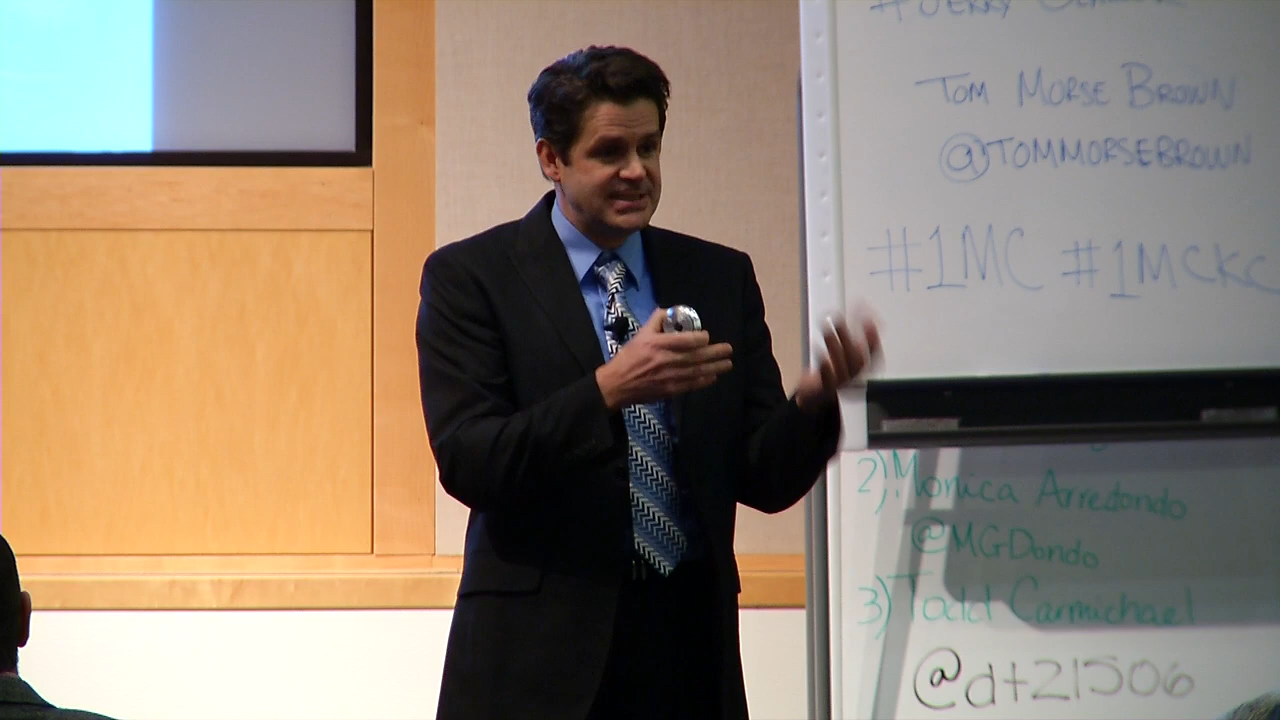 TOM MORSE BROWN
@TOMMORSEBROWN
#1MC #1MCKC
2) Monica Arredondo
@MGDondo
3) Todd Carmichael
@dt21506